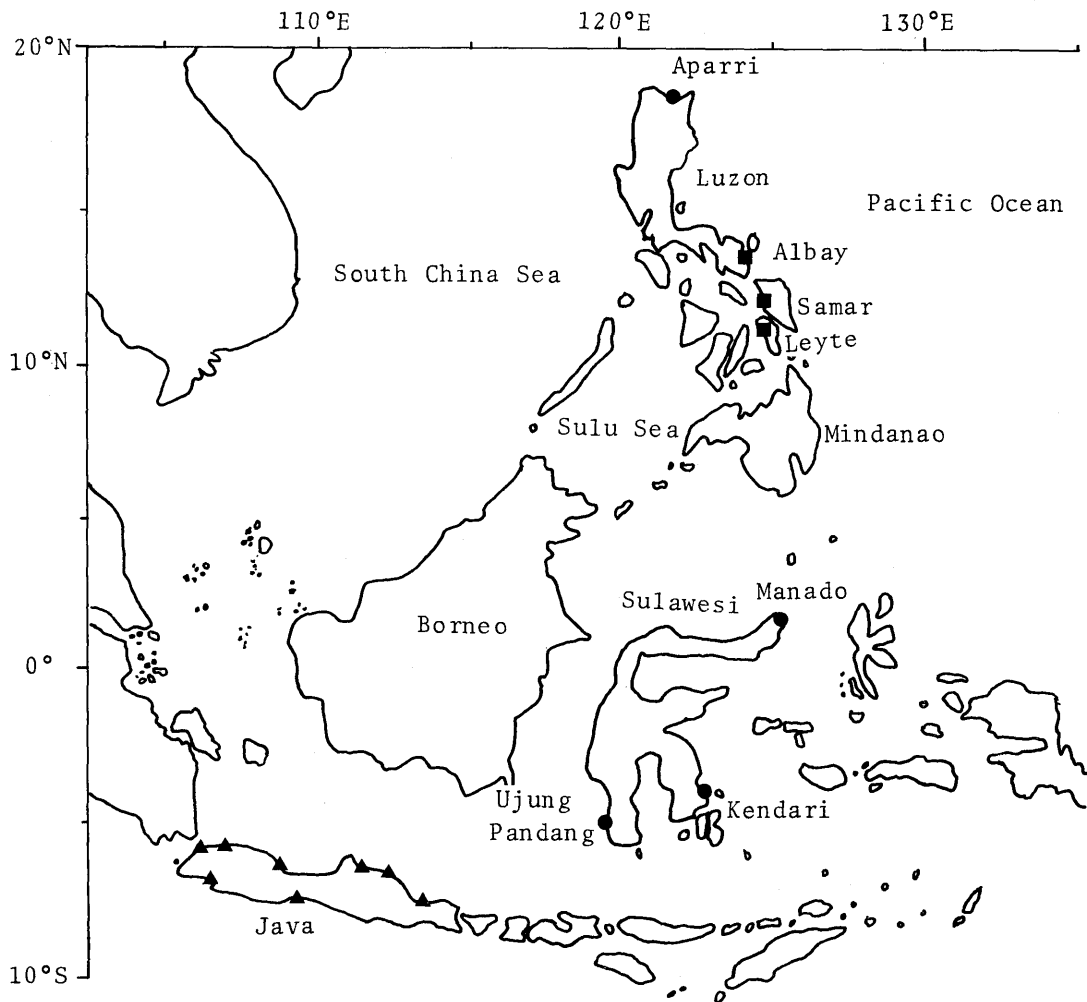 110°E 120°E 130°E
20°N
Aparri
Luzon
Pacific Ocean
Albay
South China Sea
Samar
Leyte
10°N
Sulu Sea
Mindanao
Manado
Sulawesi
Borneo
0°
Ujung
Pandang
Kendari
Java
10°S